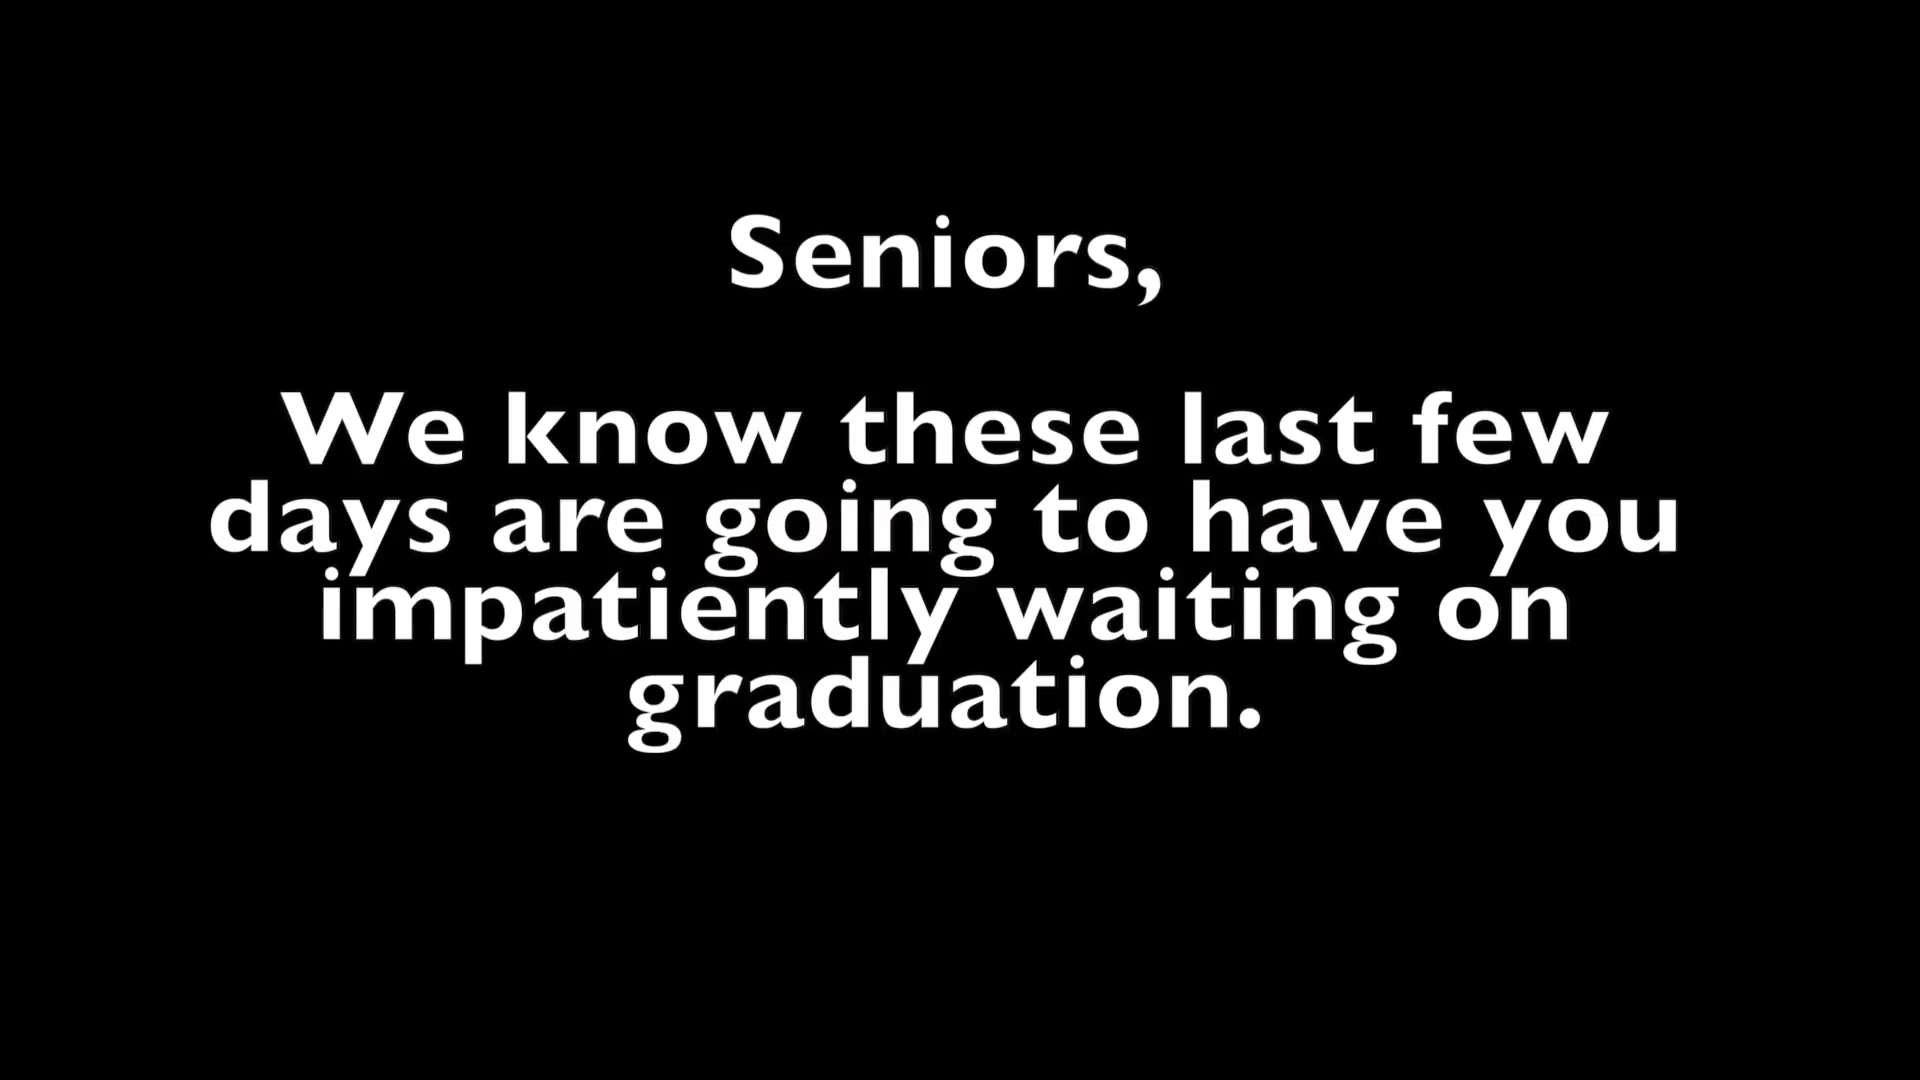 Seniors,
We know these last few
days are going to have you
impatiently waiting on
graduation.